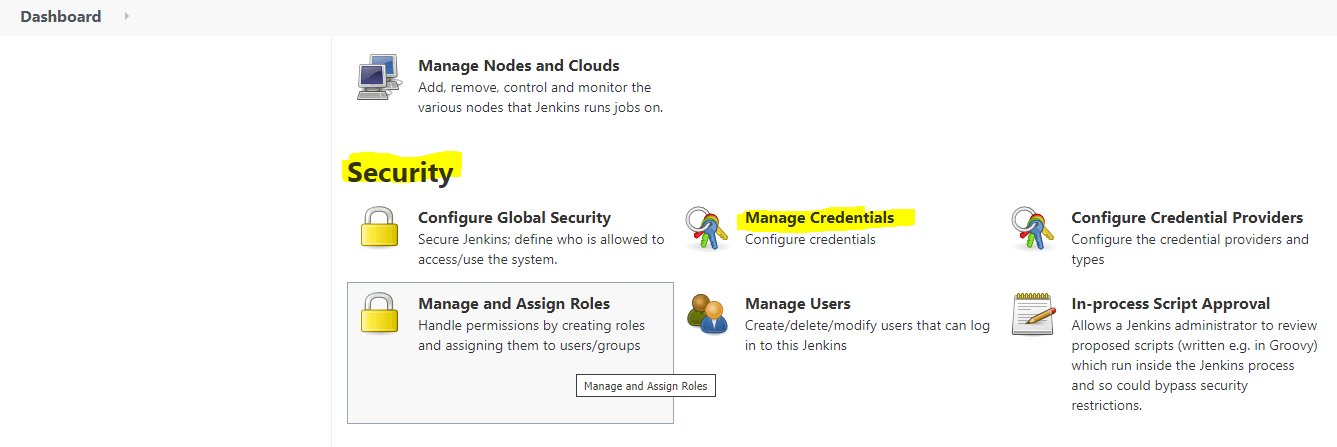 Dashboard
Manage Nodes and Clouds
Add, remove, control and monitor the
various nodes that Jenkins runs jobs on.
Security
Configure Global Security
Secure Jenkins; define who is allowed to
access/use the system.
Manage Credentials
Configure credentials
Configure Credential Providers
Configure the credential providers and
types
Manage and Assign Roles
Handle permissions by creating roles
and assigning them to users/groups
Manage and Assign Roles
Manage Users
Create/delete/modify users that can log
in to this Jenkins
In-process Script Approval
Allows a Jenkins administrator to review
proposed scripts (written e.g. in Groovy)
which run inside the Jenkins process
and so could bypass security
restrictions.